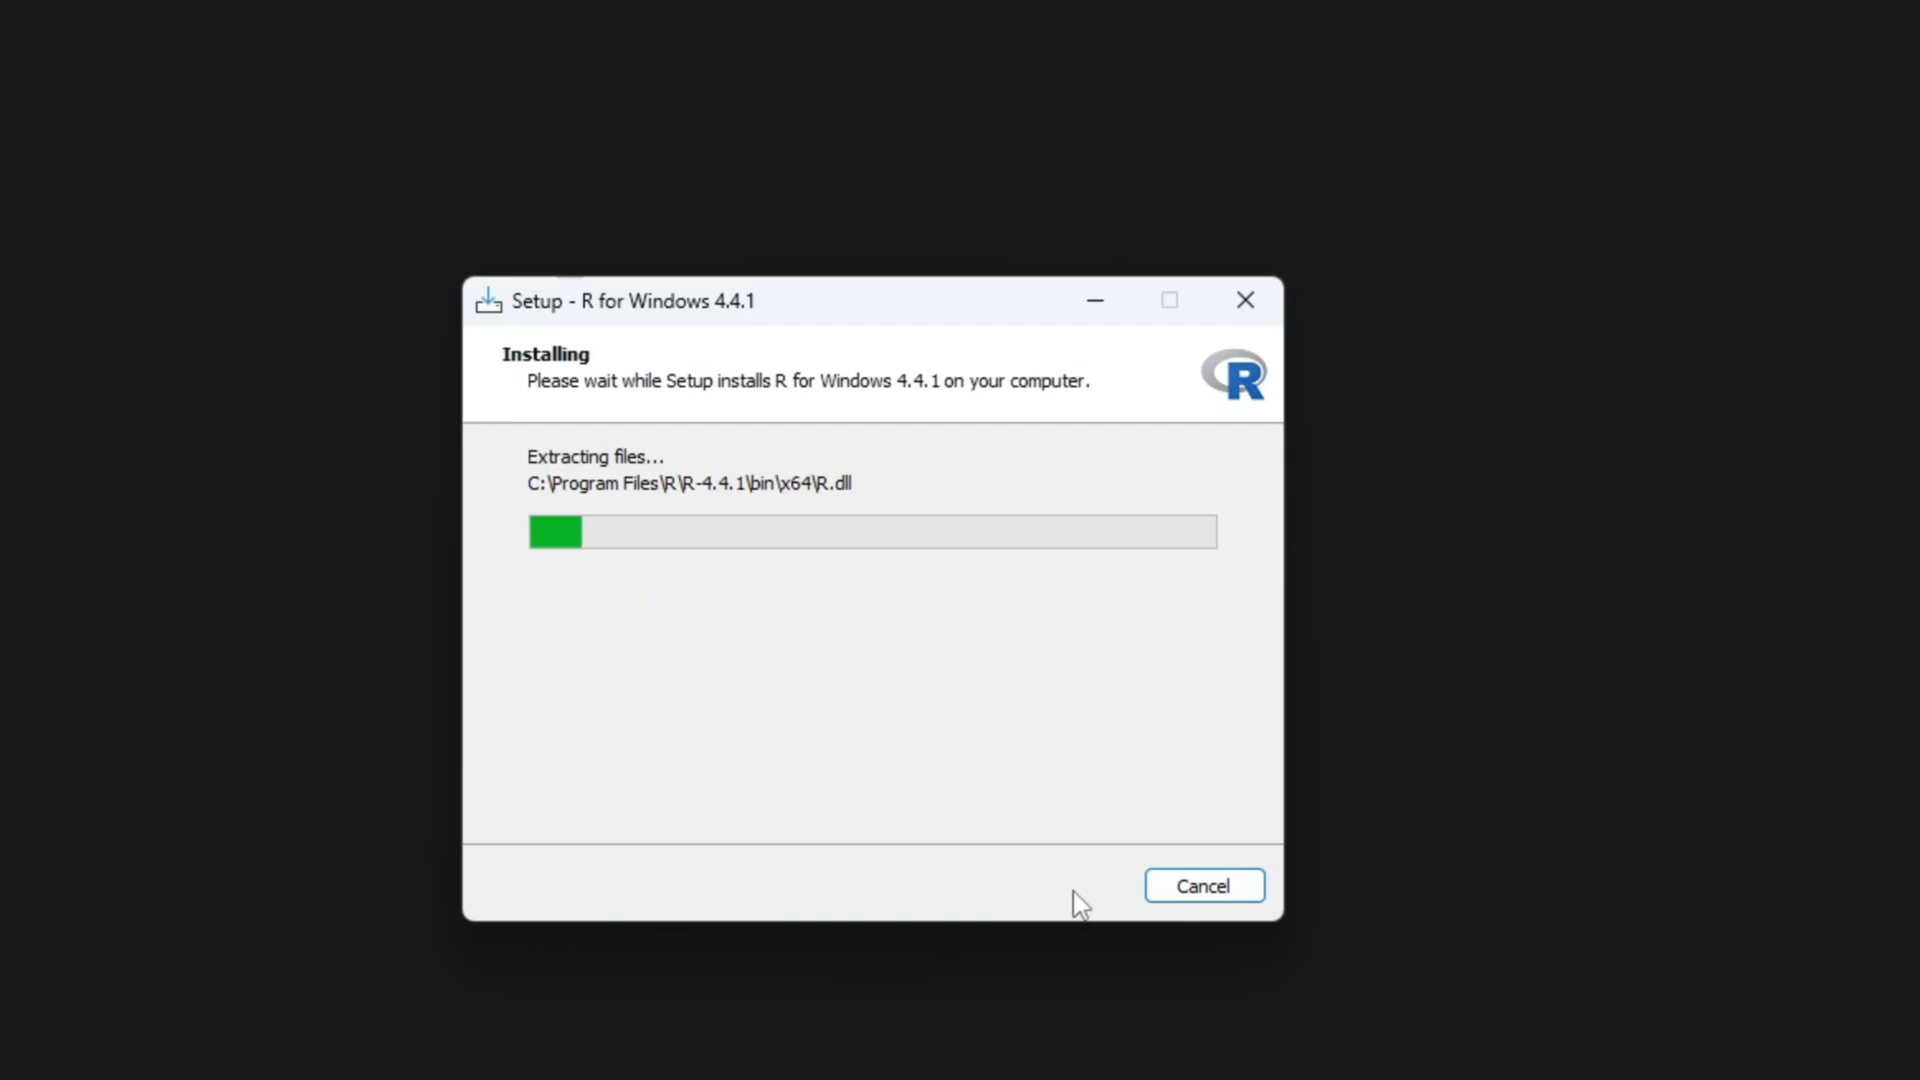 Setup - R for Windows 4.4.1
Installing
Please wait while Setup installs R for Windows 4.4.1 on your computer.
R
Extracting files...
C:\Program Files\R\R-4.4.1\bin\x64\R.dll
Cancel